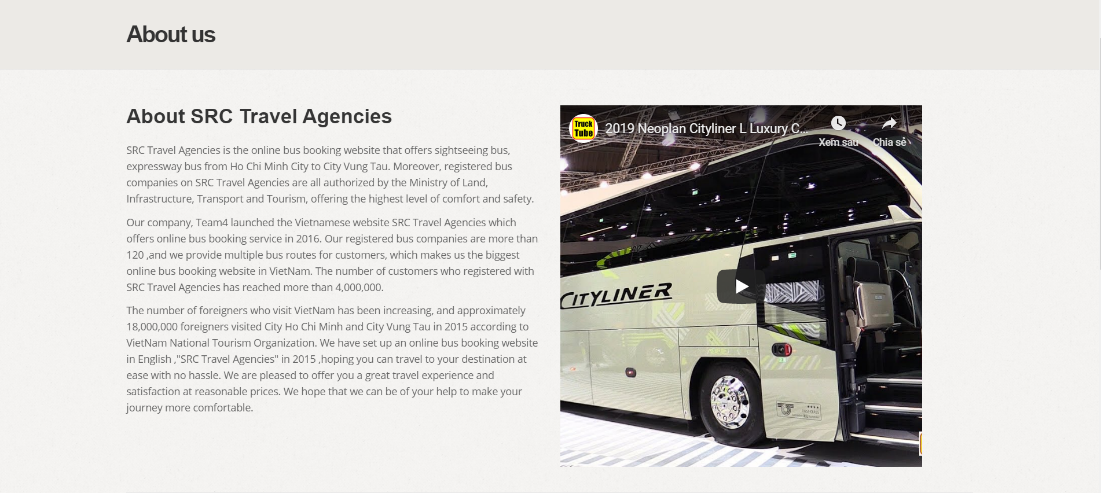 About us
About SRC Travel Agencies
SRC Travel Agencies is the online bus booking website that offers sightseeing bus,
expressway bus from Ho Chi Minh City to City Vung Tau. Moreover, registered bus
companies on SRC Travel Agencies are all authorized by the Ministry of Land,
Infrastructure, Transport and Tourism, offering the highest level of comfort and safety.
Our company, Team4 launched the Vietnamese website SRC Travel Agencies which
offers online bus booking service in 2016. Our registered bus companies are more than
120 ,and we provide multiple bus routes for customers, which makes us the biggest
online bus booking website in VietNam. The number of customers who registered with
SRC Travel Agencies has reached more than 4,000,000.
The number of foreigners who visit VietNam has been increasing, and approximately
18,000,000 foreigners visited City Ho Chi Minh and City Vung Tau in 2015 according to
VietNam National Tourism Organization. We have set up an online bus booking website
in English ,"SRC Travel Agencies" in 2015 ,hoping you can travel to your destination at
ease with no hassle. We are pleased to offer you a great travel experience and
satisfaction at reasonable prices. We hope that we can be of your help to make your
journey more comfortable.
Truck
Tube
2019 Neoplan Cityliner L Luxury C...
Xem sau
Chia sẻ
CITYLINER